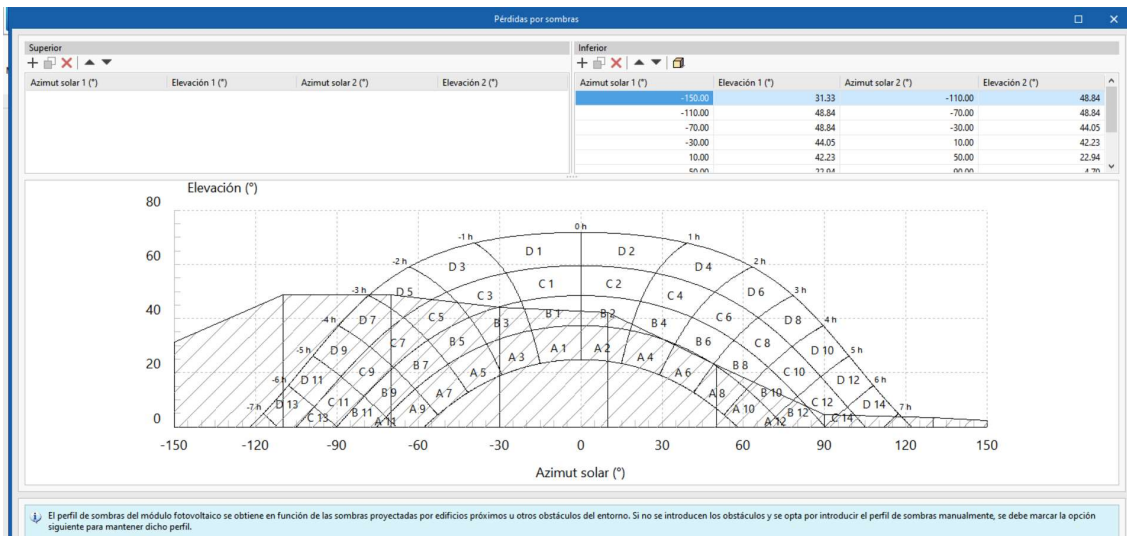 Pérdidas por sombras
Superior
Inferior
Azimut solar 1 (°) Elevación 1 (°) Azimut solar 2 (°) Elevación 2 (°)
Azimut solar 1 (°) Elevación 1 (°) Azimut solar 2 (°) Elevación 2 (°)
-150.00 31.33 -110.00 48.84
-110.00 48.84 -70.00 48.84
-70.00 48.84 -30.00 44.05
-30.00 44.05 10.00 42.23
10.00 42.23 50.00 22.94
50.00 22.94 90.00 4.70
Elevación (°)
80
60
40
20
0
0 h
-1 h 1 h
-2 h 2 h
-3 h 3 h
-4 h 4 h
-5 h 5 h
-6 h 6 h
-7 h 7 h
D 1 D 2
D 3 D 4
D 5 C 3 C 1 C 2 C 4 D 6
D 7 C 5 B 3 B 1 B 2 B 4 C 6 D 8
D 9 C 7 B 5 A 3 A 1 A 2 A 4 B 6 C 8 D 10
D 11 C 9 B 7 A 5 A 6 B 8 C 10 D 12
D 13 C 11 B 9 A 7 A 8 B 10 C 12 D 14
C 13 B 11 A 11 A 9 A 10 A 12 B 12 C 14
-150 -120 -90 -60 -30 0 30 60 90 120 150
Azimut solar (°)
El perfil de sombras del módulo fotovoltaico se obtiene en función de las sombras proyectadas por edificios próximos u otros obstáculos del entorno. Si no se introducen los obstáculos y se opta por introducir el perfil de sombras manualmente, se debe marcar la opción
siguiente para mantener dicho perfil.